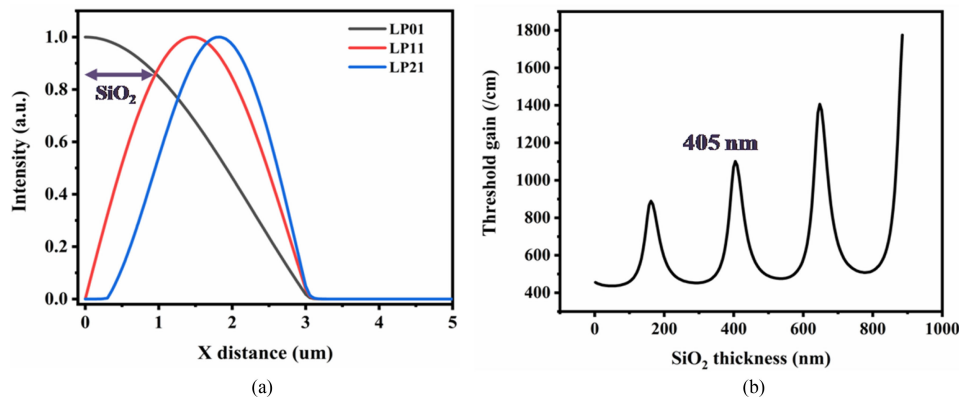 LP01
LP11
LP21
SiO₂
Intensity (a.u.)
1.0
0.8
0.6
0.4
0.2
0.0
0 1 2 3 4 5
X distance (um)
(a)
405 nm
Threshold gain (/cm)
1800
1600
1400
1200
1000
800
600
400
0 200 400 600 800 1000
SiO₂ thickness (nm)
(b)